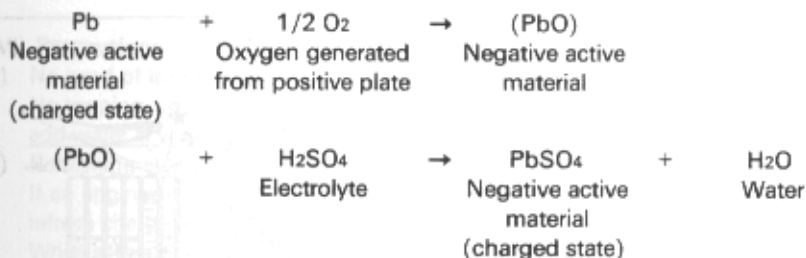 Pb + 1/2 O2 → (PbO)
Negative active Oxygen generated Negative active
material from positive plate material
(charged state)
(PbO) + H2SO4 → PbSO4 + H2O
Electrolyte Negative active Water
material
(charged state)